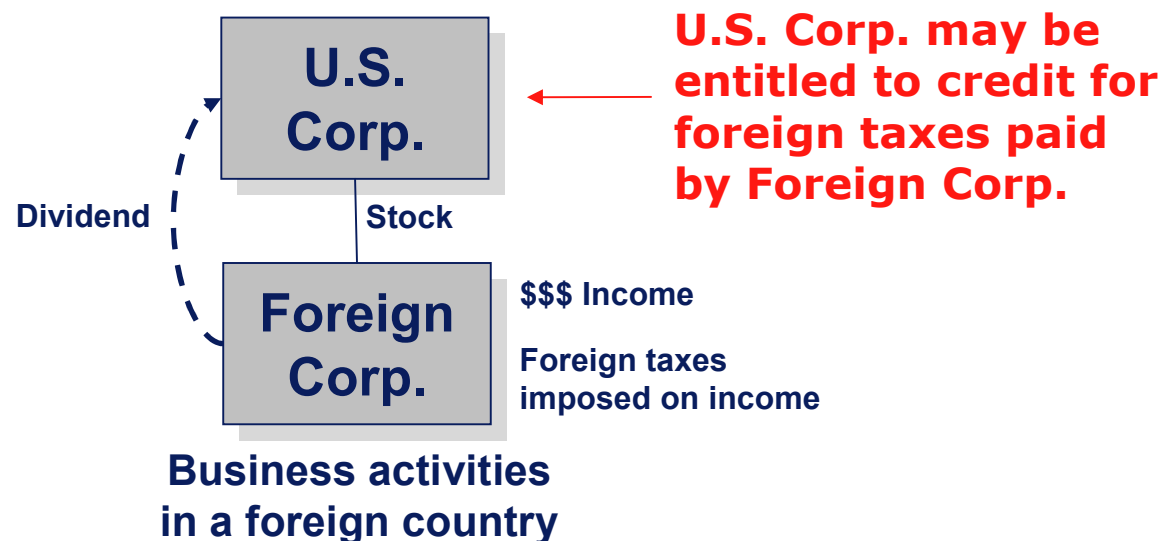 U.S.
Corp.
U.S. Corp. may be
entitled to credit for
foreign taxes paid
by Foreign Corp.
Dividend
Stock
Foreign
Corp.
$$$ Income
Foreign taxes
imposed on income
Business activities
in a foreign country